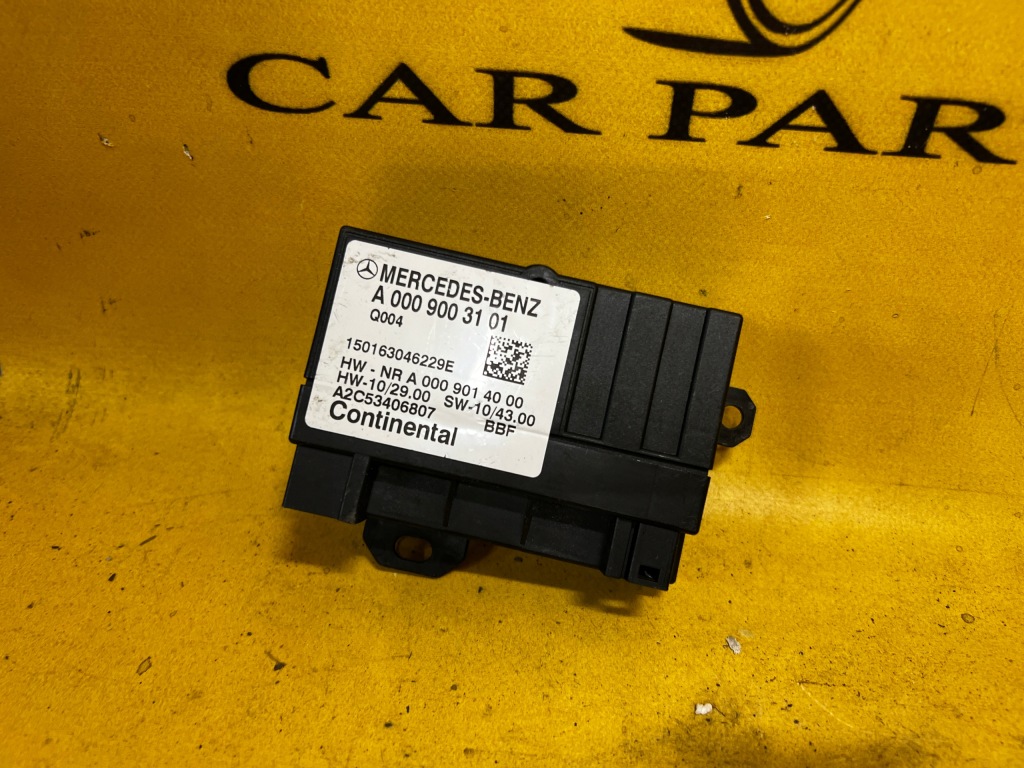 CAR PAR
MERCEDES-BENZ
A 000 900 31 01
Q004
150163046229E
HW - NR A 000 901 40 00
HW-10/29.00 SW-10/43.00
A2C53406807 BBF
Continental